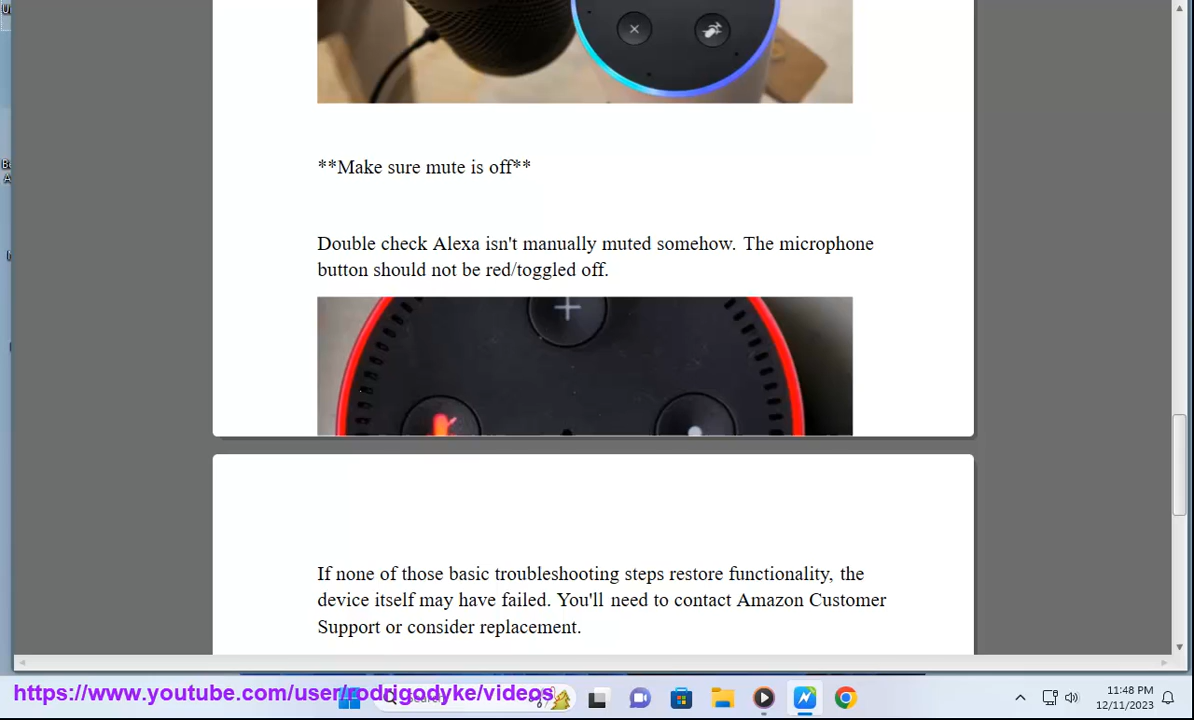 **Make sure mute is off**
Double check Alexa isn't manually muted somehow. The microphone
button should not be red/toggled off.
If none of those basic troubleshooting steps restore functionality, the
device itself may have failed. You'll need to contact Amazon Customer
Support or consider replacement.
https://www.youtube.com/user/rodrigodyke/videos
Search
11:48 PM
12/11/2023